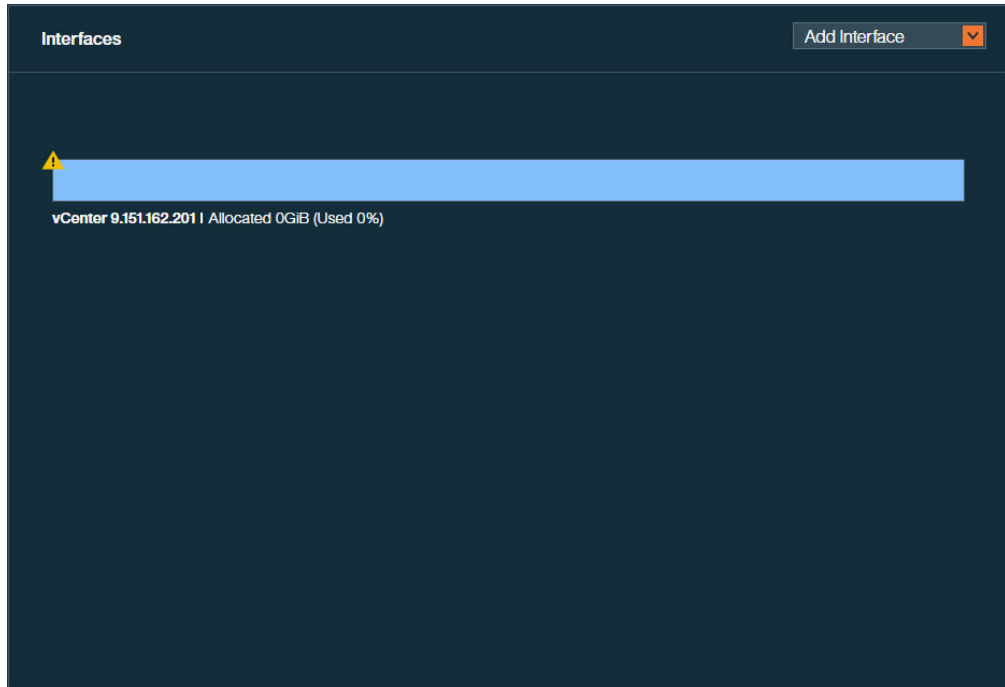 Interfaces
Add Interface
vCenter 9.151.162.201 | Allocated 0GiB (Used 0%)